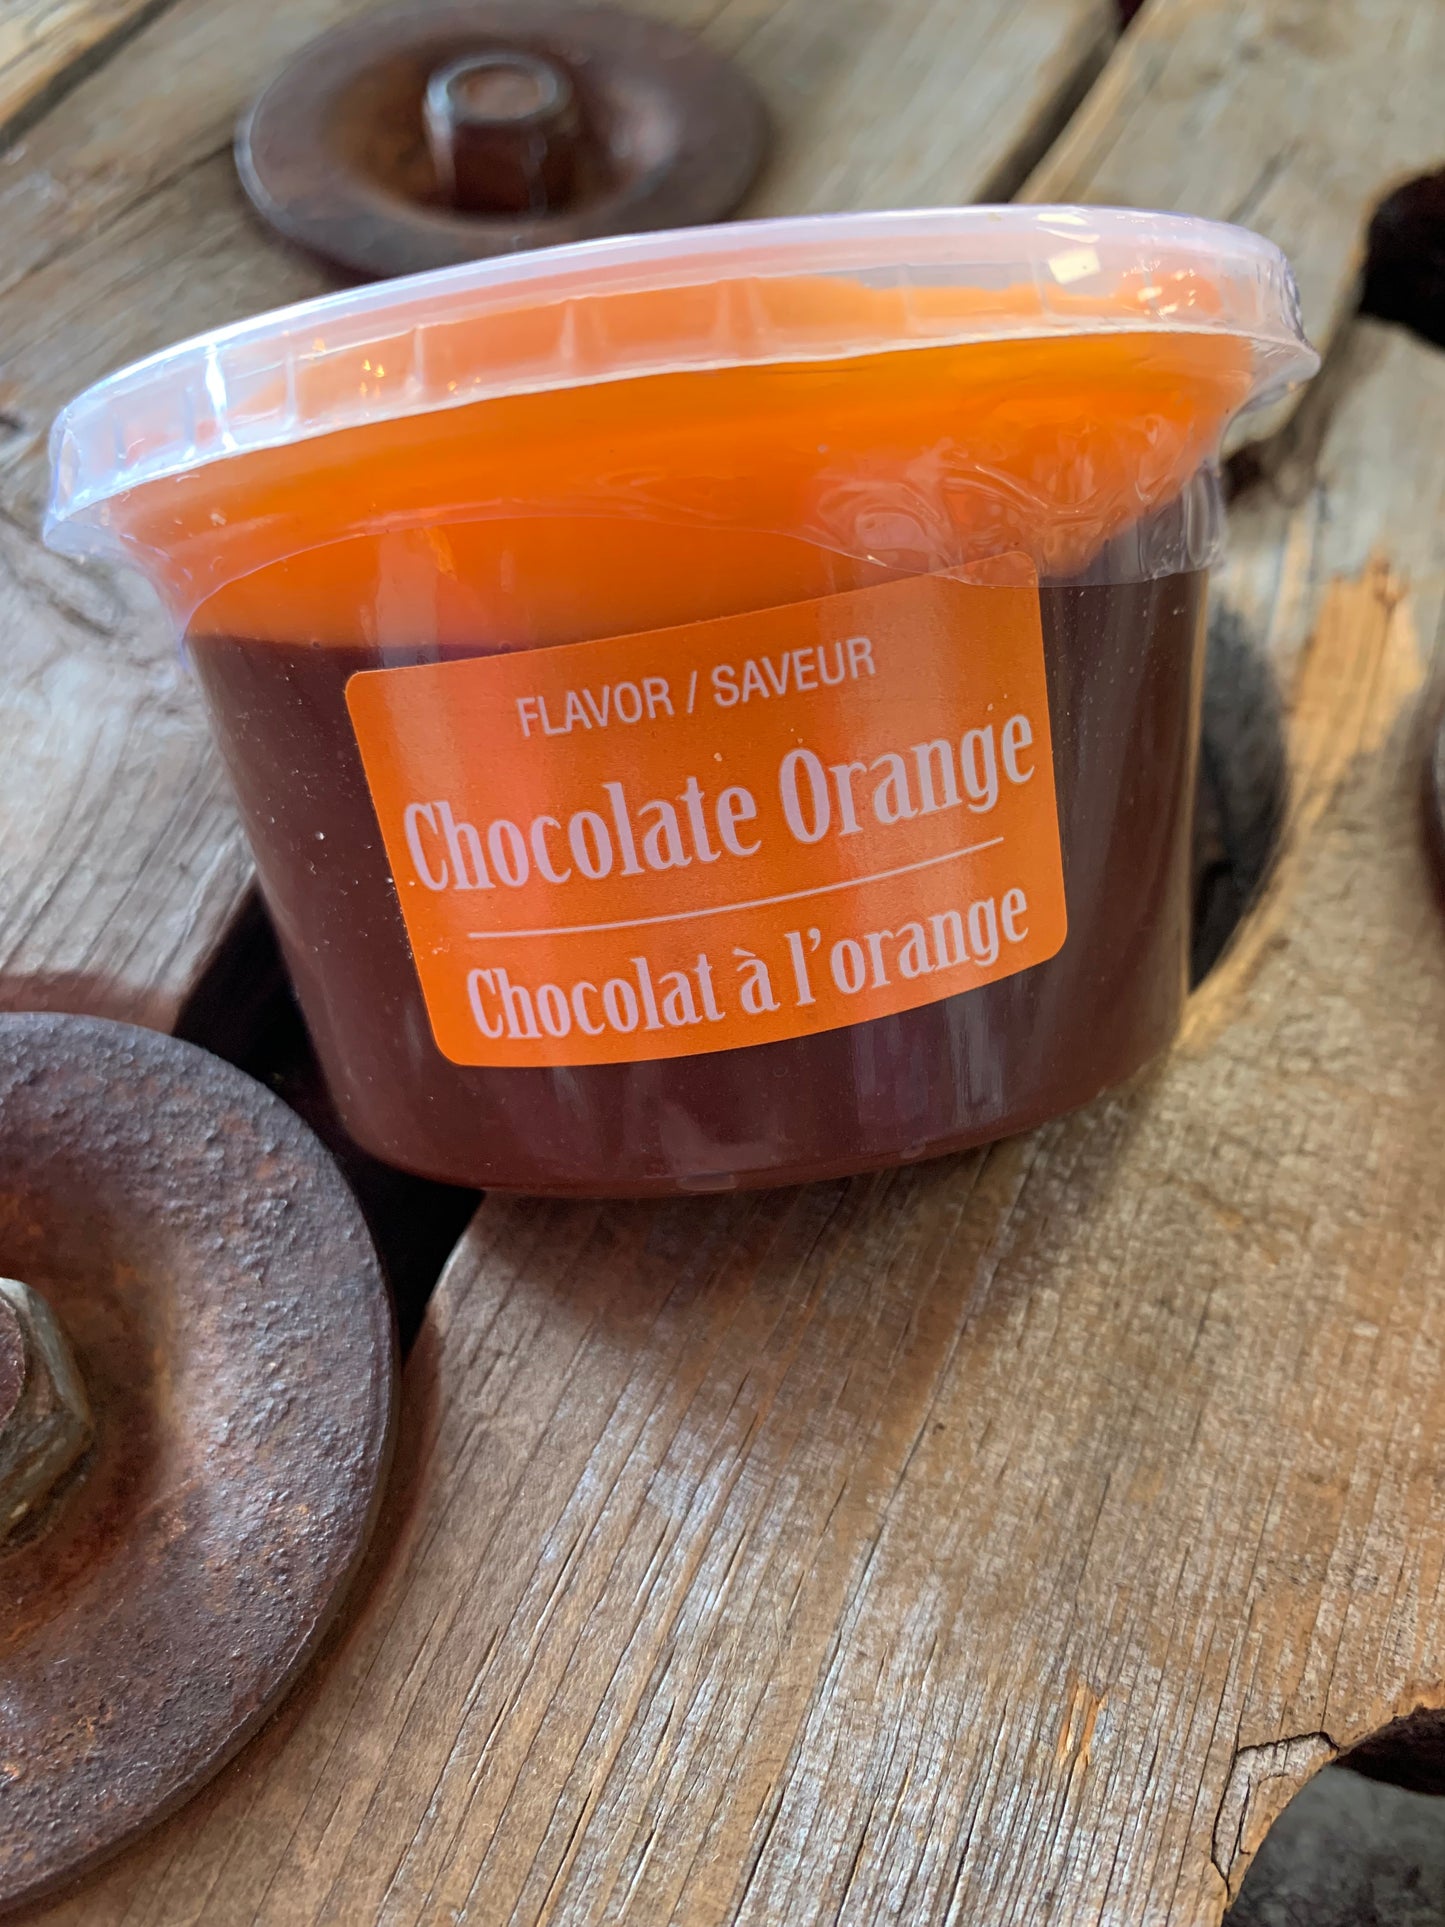 FLAVOR / SAVEUR
Chocolate Orange
Chocolat à l'orange